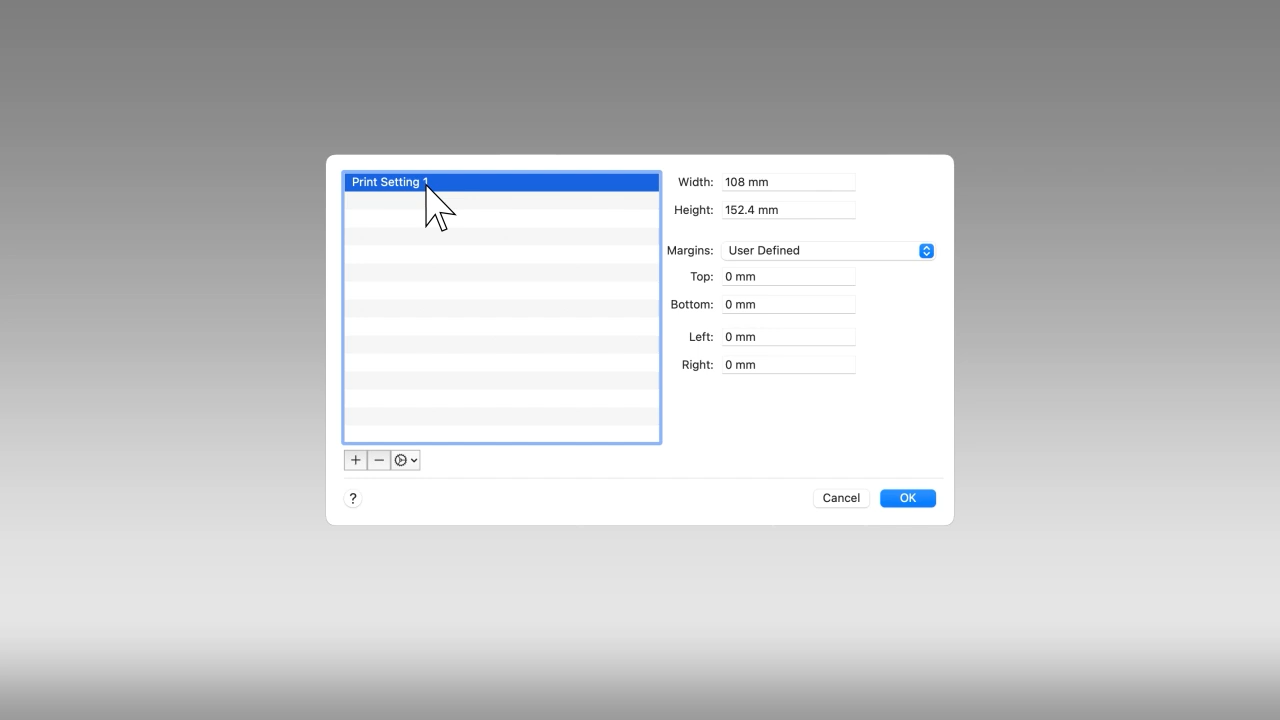 Print Setting 1
Width: 108 mm
Height: 152.4 mm
Margins: User Defined
Top: 0 mm
Bottom: 0 mm
Left: 0 mm
Right: 0 mm
+ −
? Cancel OK